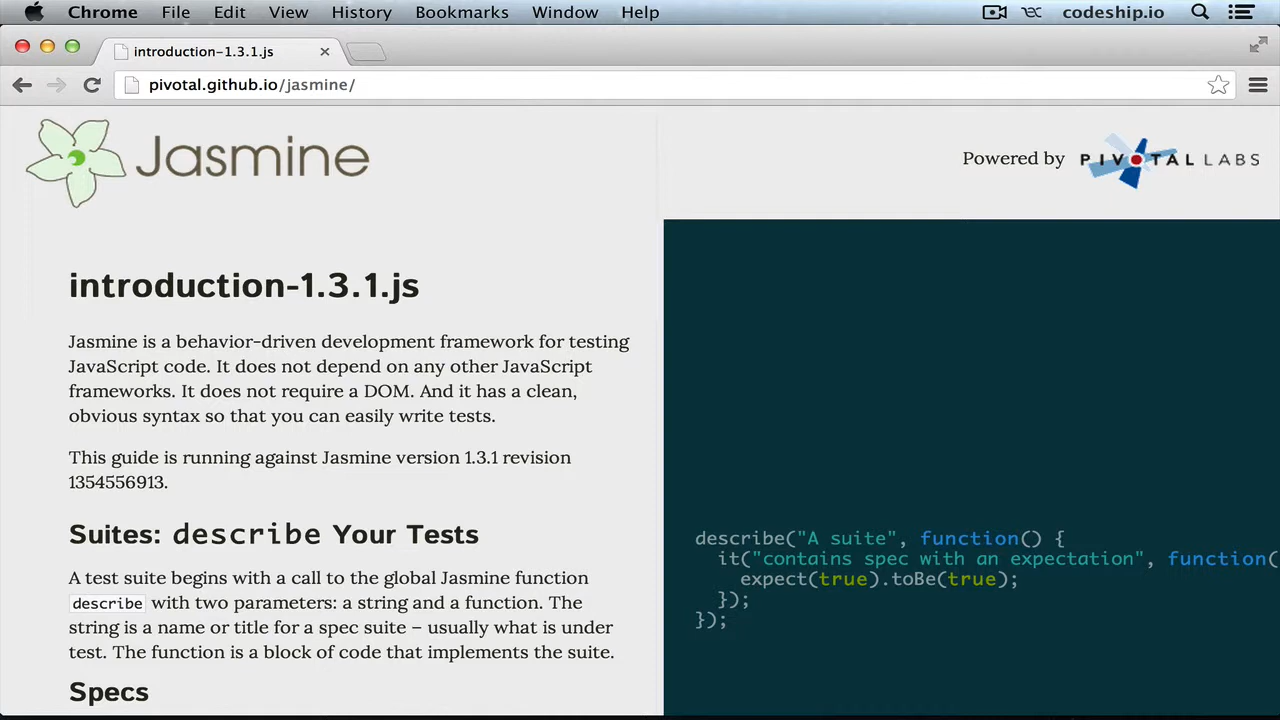 Chrome File Edit View History Bookmarks Window Help codeship.io
introduction-1.3.1.js
pivotal.github.io/jasmine/
Jasmine
Powered by PIVOTAL LABS
introduction-1.3.1.js
Jasmine is a behavior-driven development framework for testing
JavaScript code. It does not depend on any other JavaScript
frameworks. It does not require a DOM. And it has a clean,
obvious syntax so that you can easily write tests.
This guide is running against Jasmine version 1.3.1 revision
1354556913.
Suites: describe Your Tests
A test suite begins with a call to the global Jasmine function
describe with two parameters: a string and a function. The
string is a name or title for a spec suite – usually what is under
test. The function is a block of code that implements the suite.
Specs
describe("A suite", function() {
it("contains spec with an expectation", function(
expect(true).toBe(true);
});
});